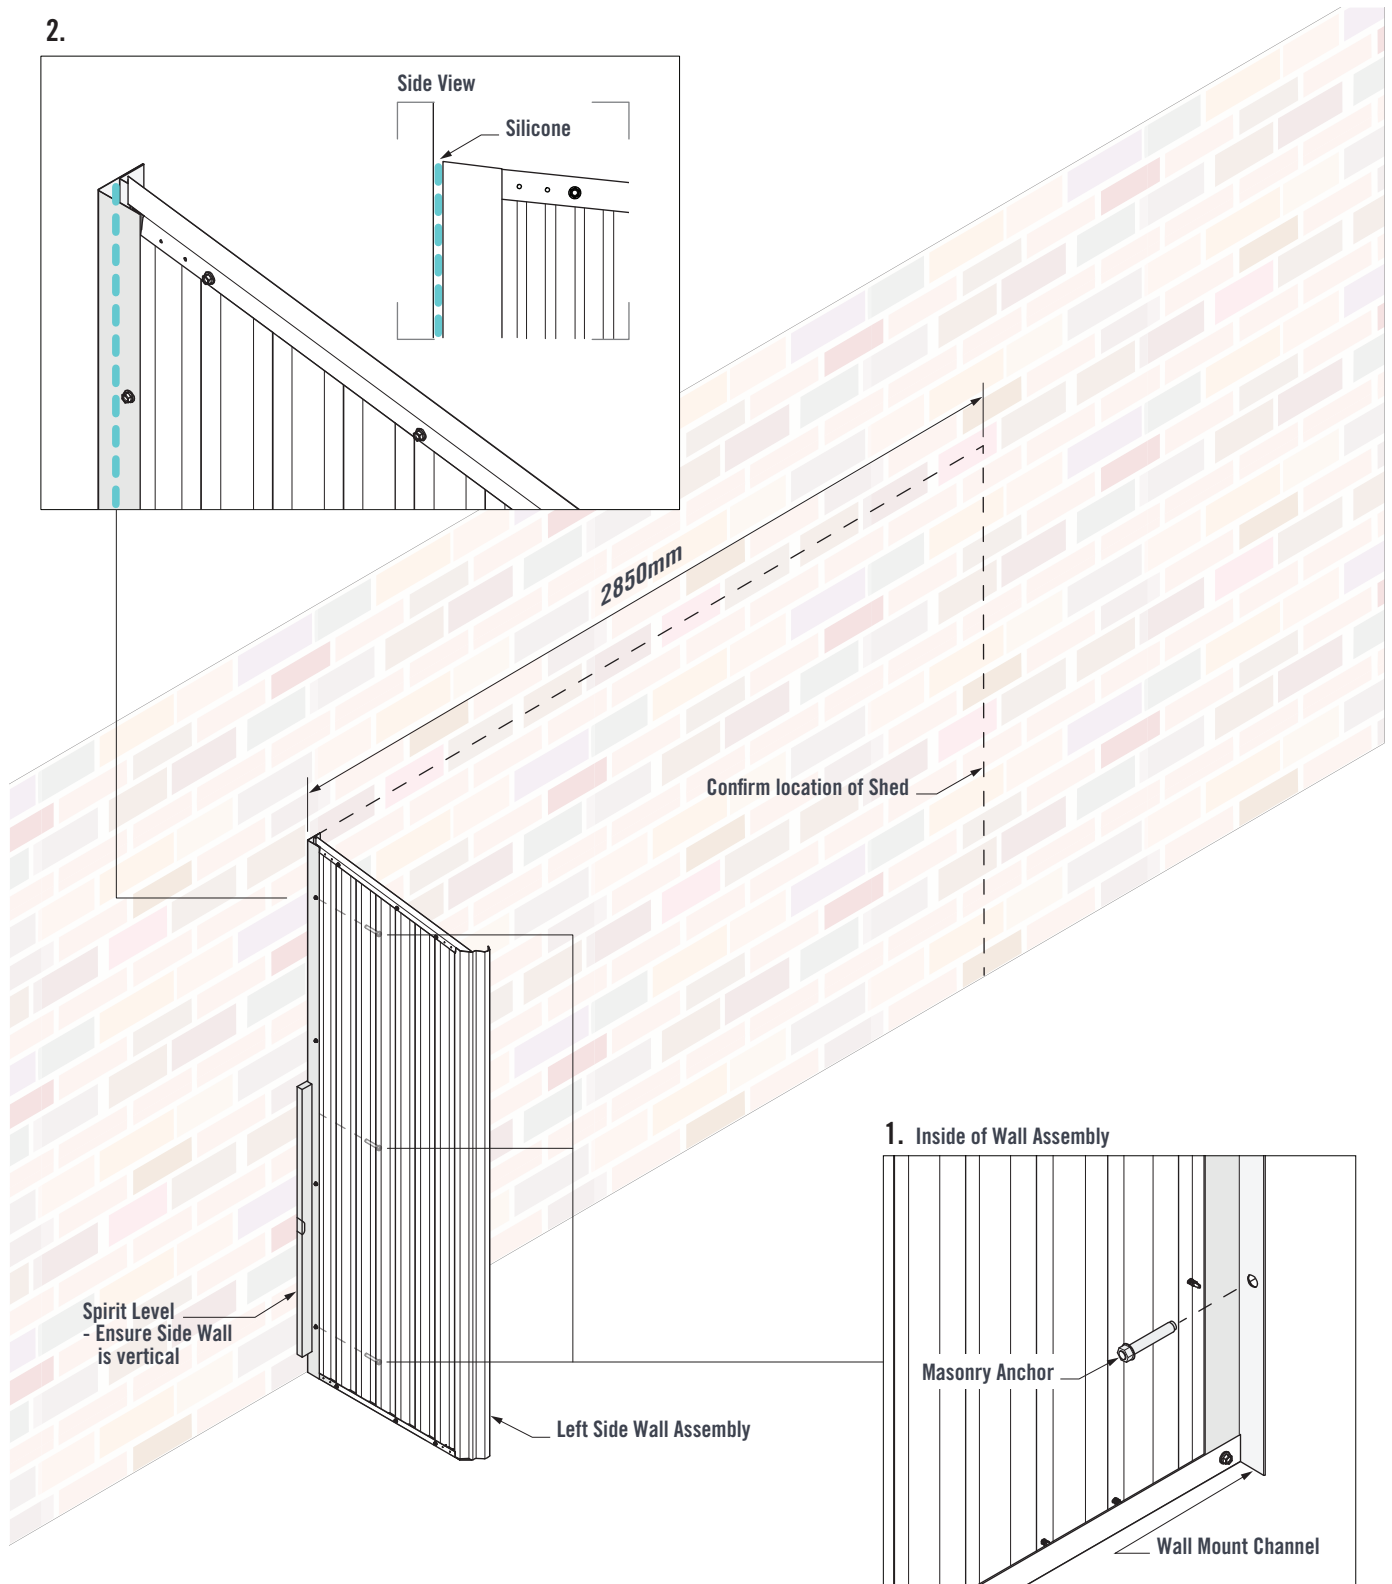 2.
Side View
Silicone
2850mm
Confirm location of Shed
1. Inside of Wall Assembly
Spirit Level
- Ensure Side Wall
is vertical
Masonry Anchor
Left Side Wall Assembly
Wall Mount Channel